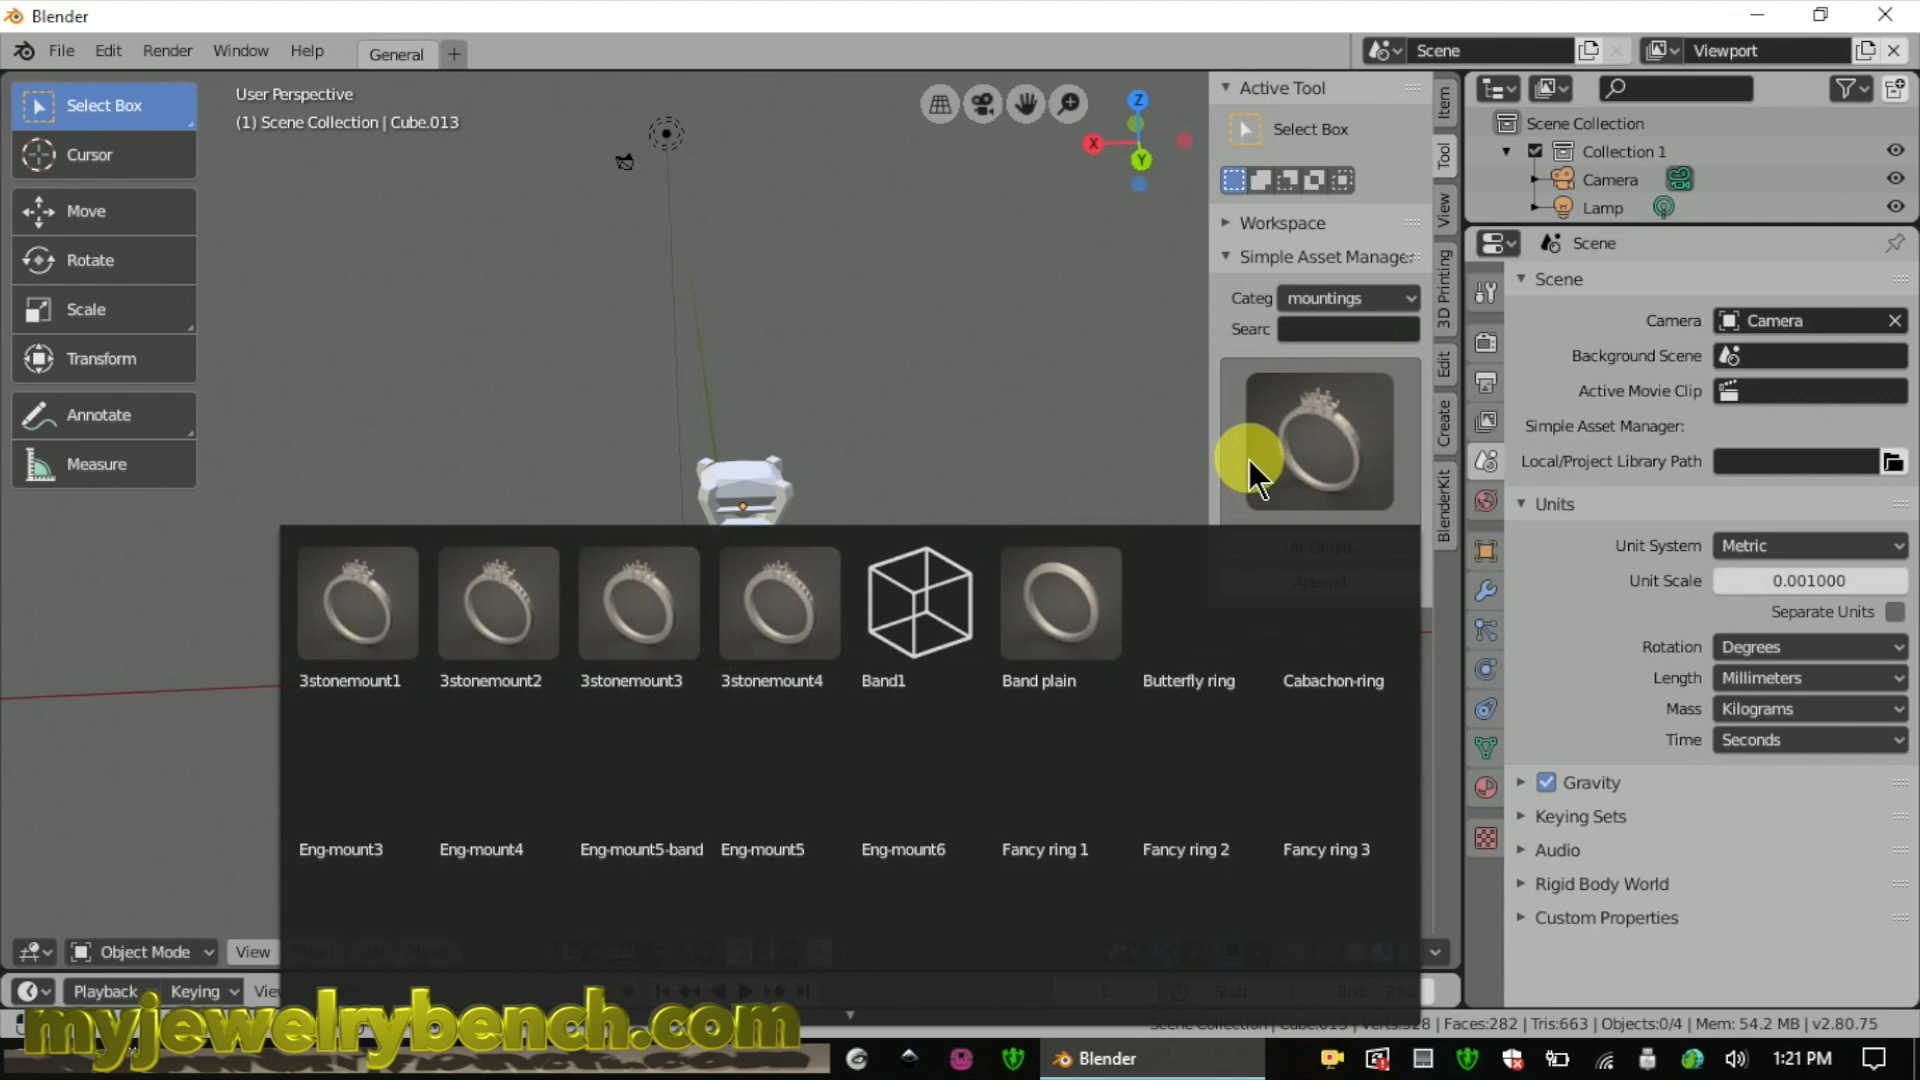 Blender
File Edit Render Window Help General +
Scene
Viewport
Select Box
Cursor
Move
Rotate
Scale
Transform
Annotate
Measure
User Perspective
(1) Scene Collection | Cube.013
Z
X
Y
Active Tool
Select Box
Workspace
Simple Asset Manager
Categ mountings
Searc
At Origin
Append
Item
Tool
View
3D Printing
Edit
Create
BlenderKit
Scene Collection
Collection 1
Camera
Lamp
Scene
Scene
Camera Camera
Background Scene
Active Movie Clip
Simple Asset Manager:
Local/Project Library Path
Units
Unit System Metric
Unit Scale 0.001000
Separate Units
Rotation Degrees
Length Millimeters
Mass Kilograms
Time Seconds
Gravity
Keying Sets
Audio
Rigid Body World
Custom Properties
3stonemount1 3stonemount2 3stonemount3 3stonemount4 Band1 Band plain Butterfly ring Cabachon-ring
Eng-mount3 Eng-mount4 Eng-mount5-band Eng-mount5 Eng-mount6 Fancy ring 1 Fancy ring 2 Fancy ring 3
Object Mode View
Playback Keying Vie
1 Start: 1 End: 250
myjewelrybench.com
Scene Collection | Cube.013 | Verts:328 | Faces:282 | Tris:663 | Objects:0/4 | Mem: 54.2 MB | v2.80.75
Blender
1:21 PM